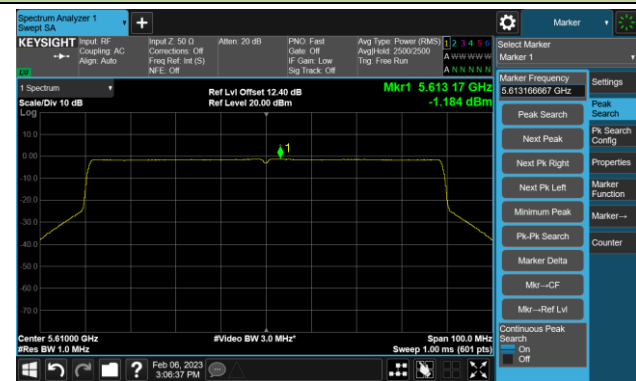 Spectrum Analyzer 1
Swept SA
Marker
KEYSIGHT
Input: RF
Coupling: AC
Align: Auto
Input Z: 50 Ω
Corrections: Off
Freq Ref: Int (S)
NFE: Off
Atten: 20 dB
PNO: Fast
Gate: Off
IF Gain: Low
Sig Track: Off
Avg Type: Power (RMS)
Avg|Hold: 2500/2500
Trig: Free Run
1 2 3 4 5 6
A W W W W W
A N N N N N
Select Marker
Marker 1
1 Spectrum
Scale/Div 10 dB
Log
Ref Lvl Offset 12.40 dB
Ref Level 20.00 dBm
Mkr1 5.613 17 GHz
-1.184 dBm
1
10.0
0.00
-10.0
-20.0
-30.0
-40.0
-50.0
-60.0
-70.0
Center 5.61000 GHz
#Res BW 1.0 MHz
#Video BW 3.0 MHz*
Span 100.0 MHz
Sweep 1.00 ms (601 pts)
Marker Frequency
5.613166667 GHz
Peak Search
Next Peak
Next Pk Right
Next Pk Left
Minimum Peak
Pk-Pk Search
Marker Delta
Mkr→CF
Mkr→Ref Lvl
Continuous Peak
Search
On
Off
Settings
Peak
Search
Pk Search
Config
Properties
Marker
Function
Marker→
Counter
?
Feb 06, 2023
3:06:37 PM